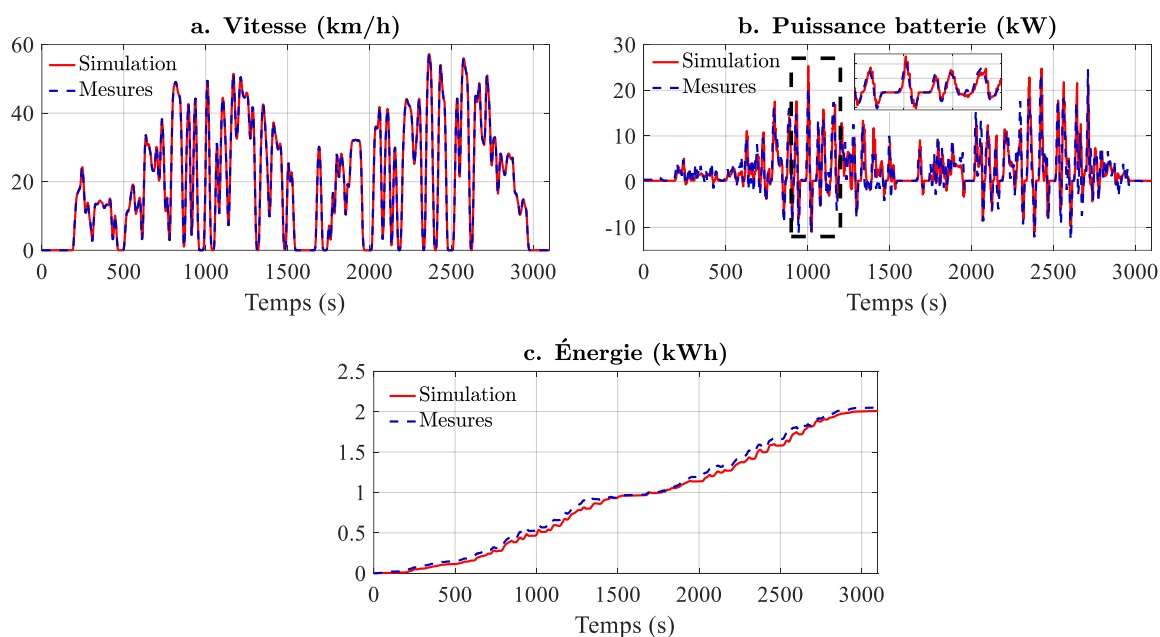 a. Vitesse (km/h)
60
40
20
0
Simulation
Mesures
0 500 1000 1500 2000 2500 3000
Temps (s)
b. Puissance batterie (kW)
30
20
10
0
-10
Simulation
Mesures
0 500 1000 1500 2000 2500 3000
Temps (s)
c. Énergie (kWh)
2.5
2
1.5
1
0.5
0
Simulation
Mesures
0 500 1000 1500 2000 2500 3000
Temps (s)